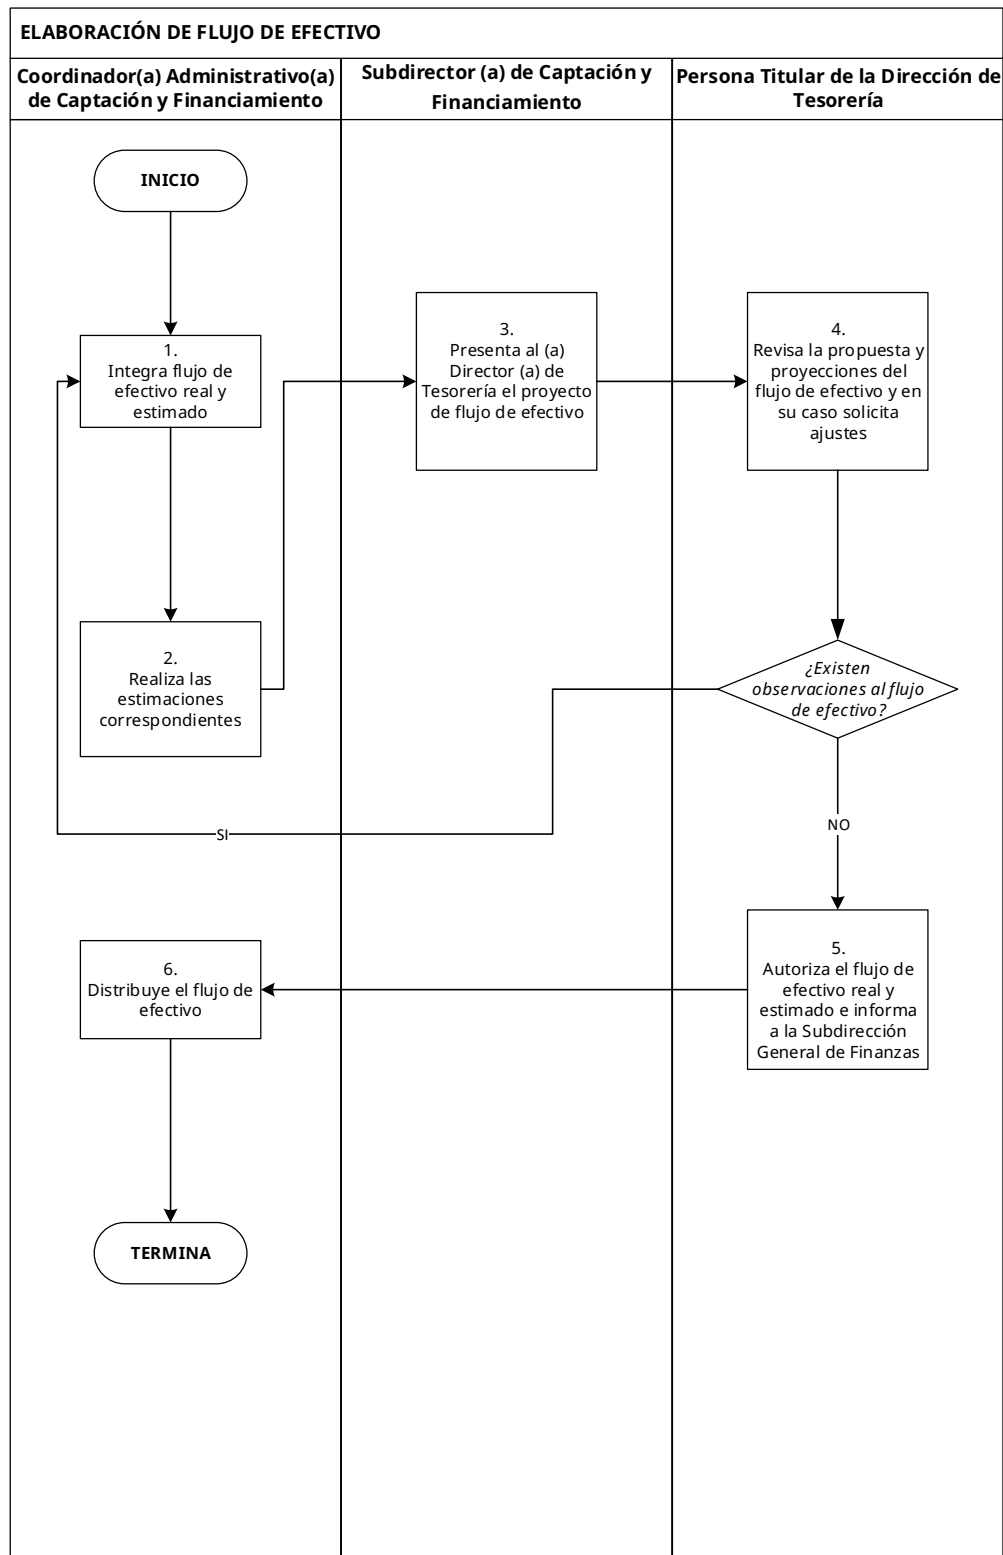 ELABORACIÓN DE FLUJO DE EFECTIVO
Coordinador(a) Administrativo(a)
de Captación y Financiamiento
Subdirector (a) de Captación y
Financiamiento
Persona Titular de la Dirección de
Tesorería
INICIO
1.
Integra flujo de
efectivo real y
estimado
2.
Realiza las
estimaciones
correspondientes
3.
Presenta al (a)
Director (a) de
Tesorería el proyecto
de flujo de efectivo
4.
Revisa la propuesta y
proyecciones del
flujo de efectivo y en
su caso solicita
ajustes
¿Existen
observaciones al flujo
de efectivo?
SI
NO
5.
Autoriza el flujo de
efectivo real y
estimado e informa
a la Subdirección
General de Finanzas
6.
Distribuye el flujo de
efectivo
TERMINA